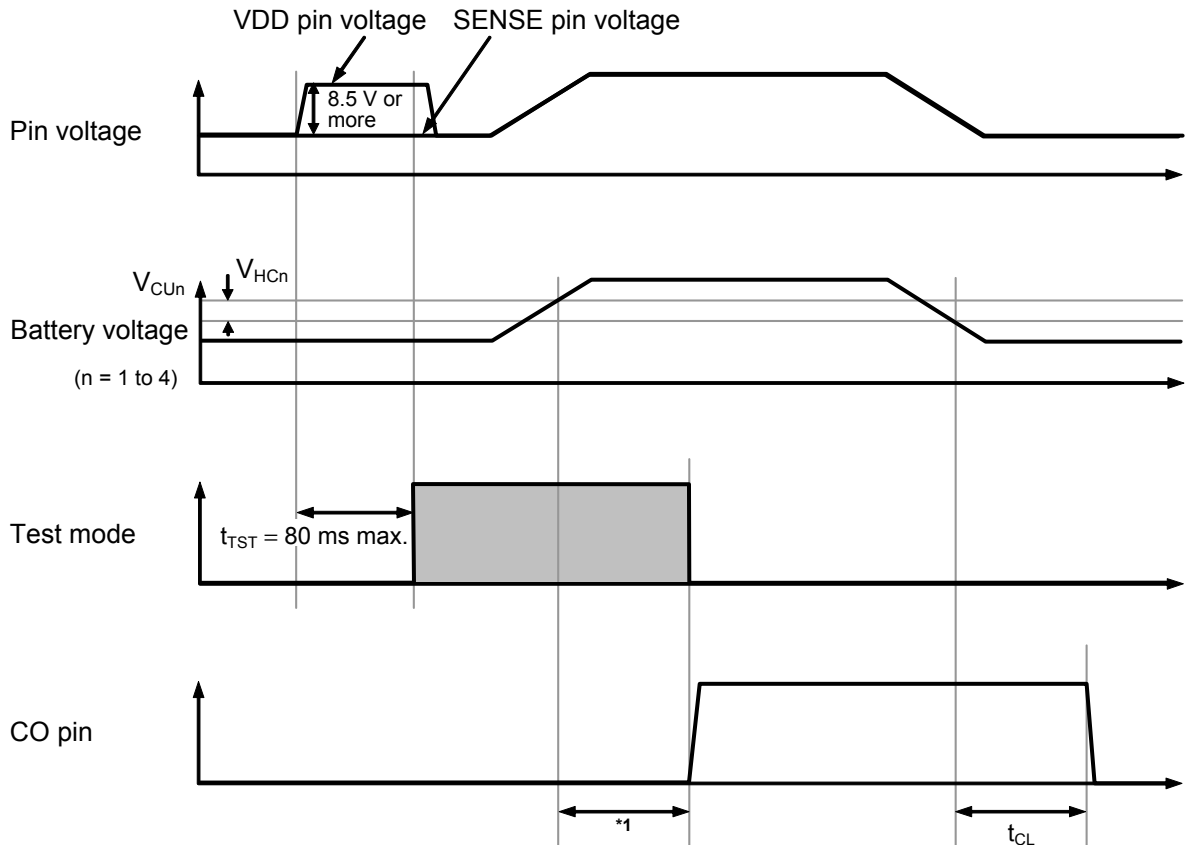 VDD pin voltage
SENSE pin voltage
8.5 V or
more
Pin voltage
VHCn
VCUn
Battery voltage
(n = 1 to 4)
Test mode
tTST = 80 ms max.
CO pin
*1
tCL